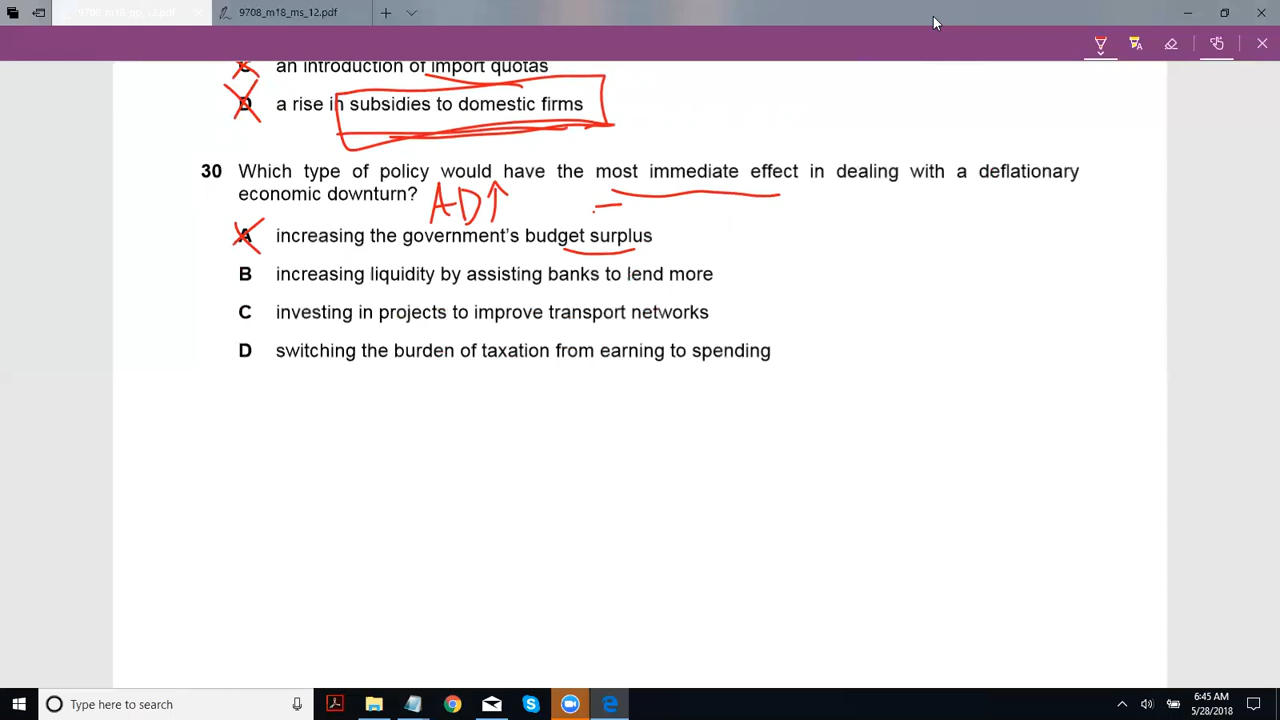 9708_m18_ms_12.pdf
an introduction of import quotas
D a rise in subsidies to domestic firms
30 Which type of policy would have the most immediate effect in dealing with a deflationary
economic downturn? AD↑
A increasing the government's budget surplus
B increasing liquidity by assisting banks to lend more
C investing in projects to improve transport networks
D switching the burden of taxation from earning to spending
Type here to search
6:45 AM
5/28/2018